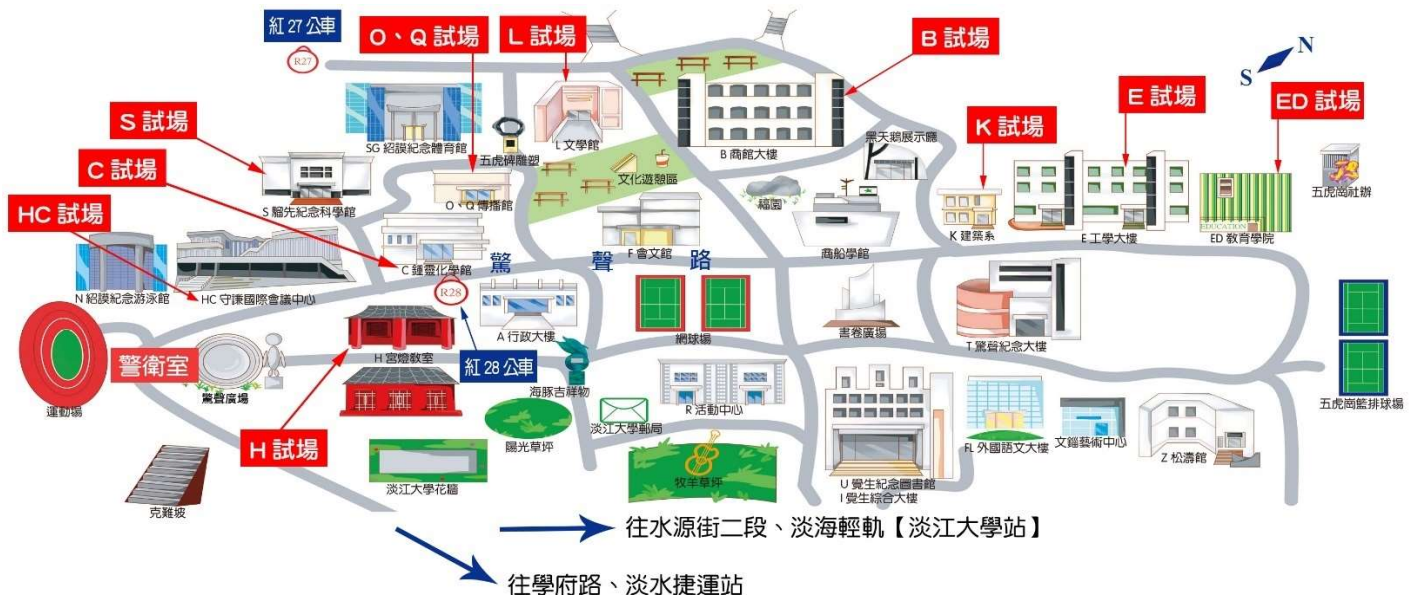 紅27公車
R27
O、Q 試場
L 試場
B 試場
N
S
S 試場
E 試場
ED 試場
K 試場
SG 紹謨紀念體育館
五虎碑雕塑
L 文學館
B 商館大樓
黑天鵝展示廳
五虎崗社辦
C 試場
S 騮先紀念科學館
O、Q 傳播館
文化遊憩區
福園
K 建築系
E 工學大樓
EDUCATION
ED 教育學院
HC 試場
F 會文館
商船學館
C 鍾靈化學館
驚聲路
N 紹謨紀念游泳館
HC 守謙國際會議中心
R28
A 行政大樓
網球場
書卷廣場
T 驚聲紀念大樓
警衛室
H 宮燈教室
紅28公車
海豚吉祥物
運動場
驚聲廣場
R 活動中心
五虎崗籃排球場
H 試場
陽光草坪
淡江大學郵局
FL 外國語文大樓
文錙藝術中心
Z 松濤館
克難坡
淡江大學花牆
牧羊草坪
U 覺生紀念圖書館
I 覺生綜合大樓
往水源街二段、淡海輕軌【淡江大學站】
往學府路、淡水捷運站